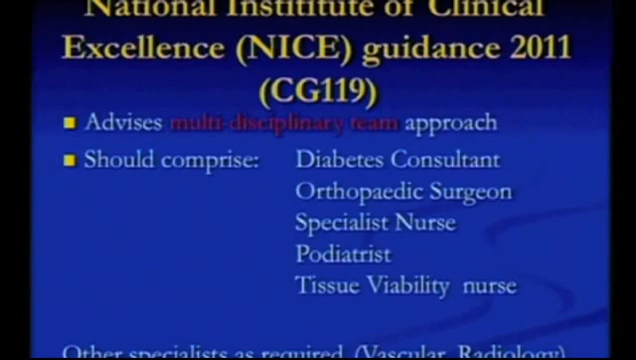 National Instititute of Clinical
Excellence (NICE) guidance 2011
(CG119)
Advises multi-disciplinary team approach
Should comprise: Diabetes Consultant
Orthopaedic Surgeon
Specialist Nurse
Podiatrist
Tissue Viability nurse
Other specialists as required (Vascular, Radiology)